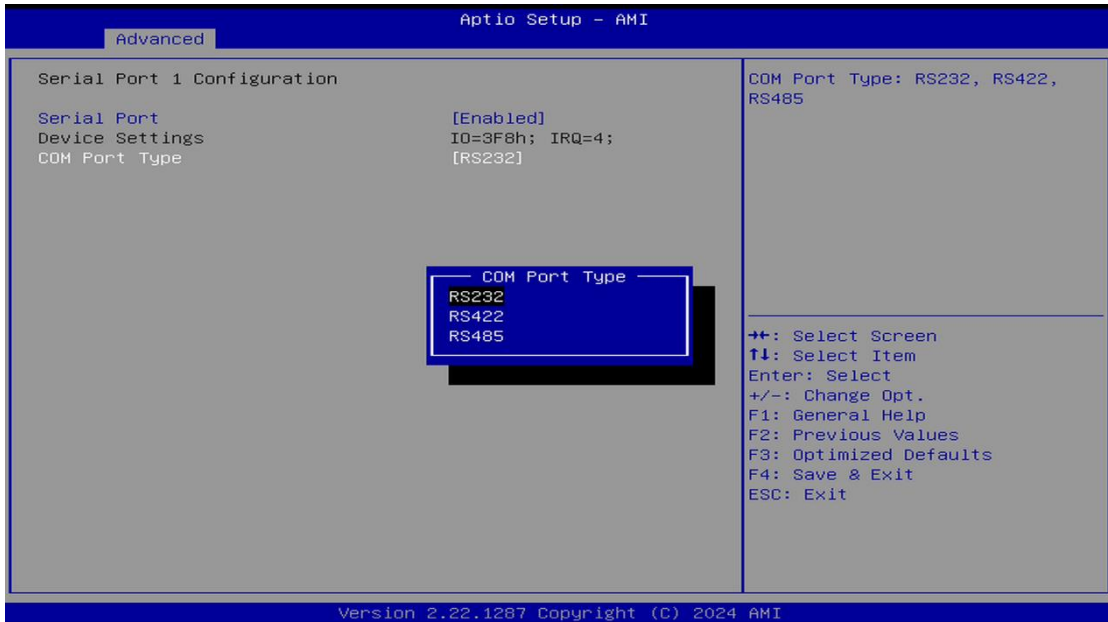 Aptio Setup – AMI
Advanced
Serial Port 1 Configuration
Serial Port [Enabled]
Device Settings IO=3F8h; IRQ=4;
COM Port Type [RS232]
COM Port Type
RS232
RS422
RS485
COM Port Type: RS232, RS422,
RS485
→←: Select Screen
↑↓: Select Item
Enter: Select
+/-: Change Opt.
F1: General Help
F2: Previous Values
F3: Optimized Defaults
F4: Save & Exit
ESC: Exit
Version 2.22.1287 Copyright (C) 2024 AMI